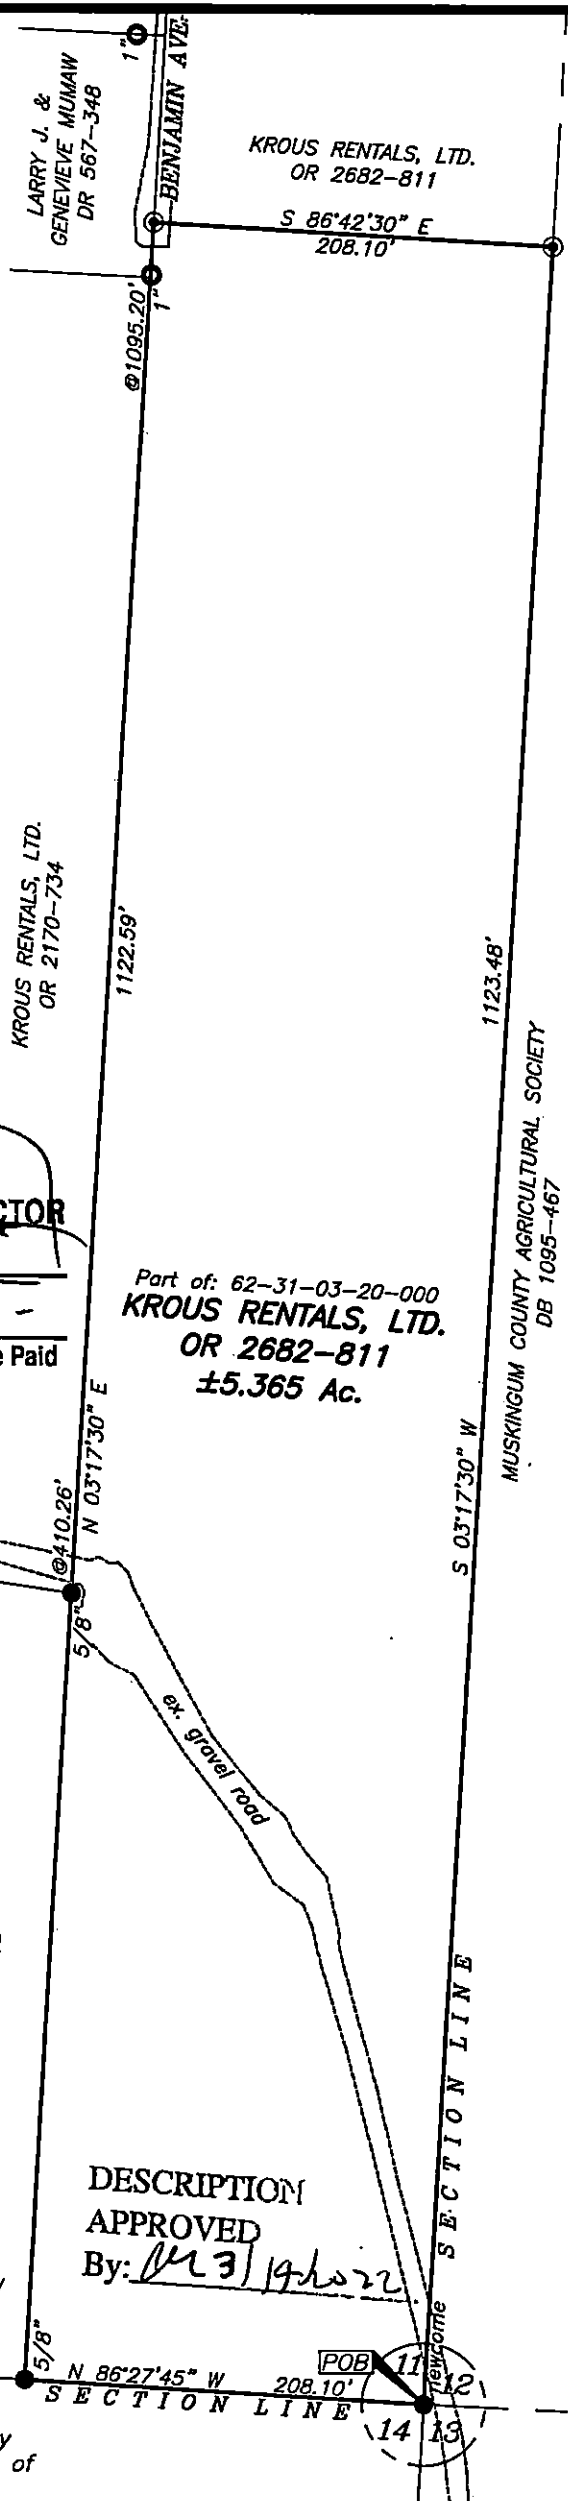 LARRY J. &
GENEVIEVE MUMAW
DR 567-348
1"
BENJAMIN AVE.
KROUS RENTALS, LTD.
OR 2682-811
S 86°42'30" E
208.10'
@1095.20'
1"
KROUS RENTALS, LTD.
OR 2170-734
1122.59'
1123.48'
MUSKINGUM COUNTY AGRICULTURAL SOCIETY
DB 1095-467
CTOR
Paid
Part of: 62-31-03-20-000
KROUS RENTALS, LTD.
OR 2682-811
±5.365 Ac.
N 03°17'30" E
@410.26'
S 03°17'30" W
5/8"
ex. gravel road
SECTION LINE
DESCRIPTION
APPROVED
By:
5/8"
N 86°27'45" W 208.10'
SECTION LINE
POB
Newcome
11 12
14 13
of